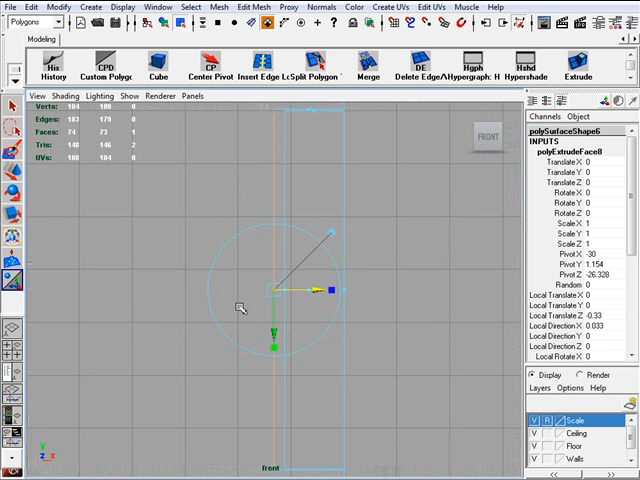 File Edit Modify Create Display Window Assets Select Mesh Edit Mesh Proxy Normals Color Create UVs Edit UVs Muscle Help
Polygons
Modeling
His CPD CP DE Hgph Hshd
History Custom Polygo Cube Center Pivot Insert Edge Lo Split Polygon Merge Delete Edge/ Hypergraph: H Hypershade Extrude
View Shading Lighting Show Renderer Panels
Verts: 104 100 0
Edges: 183 179 0
Faces: 74 73 1
Tris: 148 146 2
UVs: 108 104 0
FRONT
front
Channels Object
polySurfaceShape6
INPUTS
polyExtrudeFace8
Translate X 0
Translate Y 0
Translate Z 0
Rotate X 0
Rotate Y 0
Rotate Z 0
Scale X 1
Scale Y 1
Scale Z 1
Pivot X -30
Pivot Y 1.154
Pivot Z -26.328
Random 0
Local Translate X 0
Local Translate Y 0
Local Translate Z -0.33
Local Direction X 0.033
Local Direction Y 0
Local Direction Z 0
Local Rotate X 0
Display Render
Layers Options Help
V R Scale
V Ceiling
V Floor
V Walls